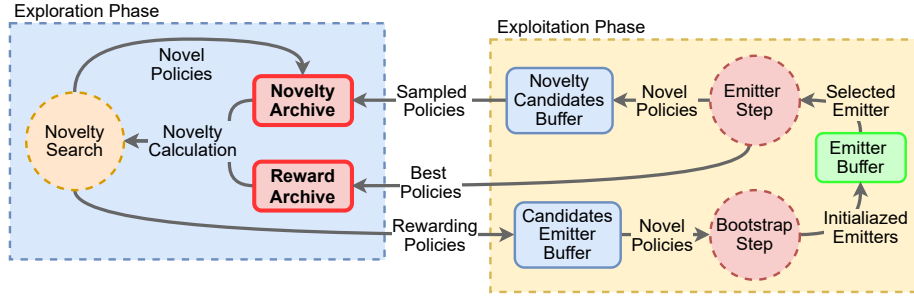 Exploration Phase
Novel
Policies
Novelty
Search
Novelty
Archive
Novelty
Calculation
Reward
Archive
Sampled
Policies
Best
Policies
Rewarding
Policies
Exploitation Phase
Novelty
Candidates
Buffer
Novel
Policies
Emitter
Step
Selected
Emitter
Emitter
Buffer
Candidates
Emitter
Buffer
Novel
Policies
Bootstrap
Step
Initialiazed
Emitters